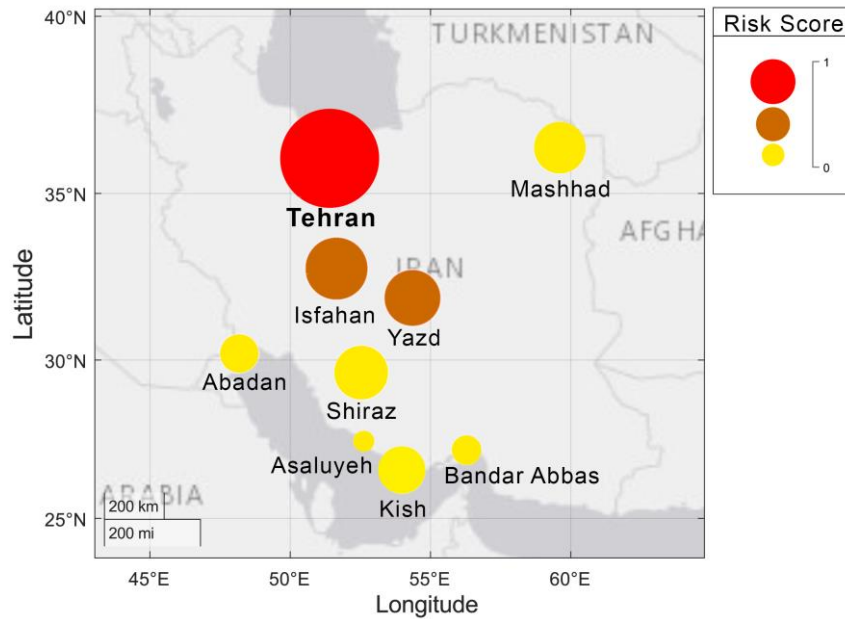 Risk Score
1
0
40°N
35°N
30°N
25°N
Latitude
TURKMENISTAN
Mashhad
Tehran
AFGHA
IRAN
Isfahan
Yazd
Abadan
Shiraz
Asaluyeh
Bandar Abbas
Kish
ARABIA
200 km
200 mi
45°E
50°E
55°E
60°E
Longitude